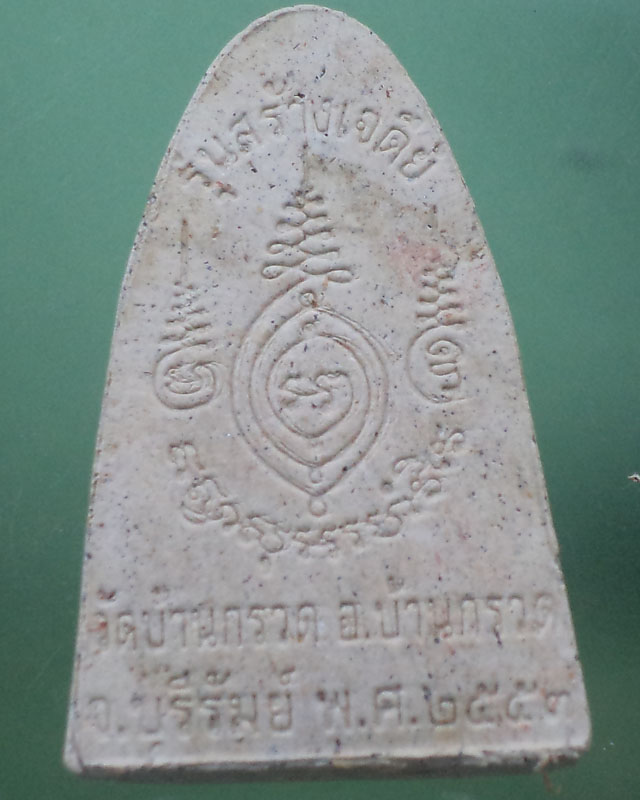 รุ่นสร้างเจดีย์
วัดบ้านกรวด อ.บ้านกรวด
จ.บุรีรัมย์ พ.ศ.๒๕๕๓